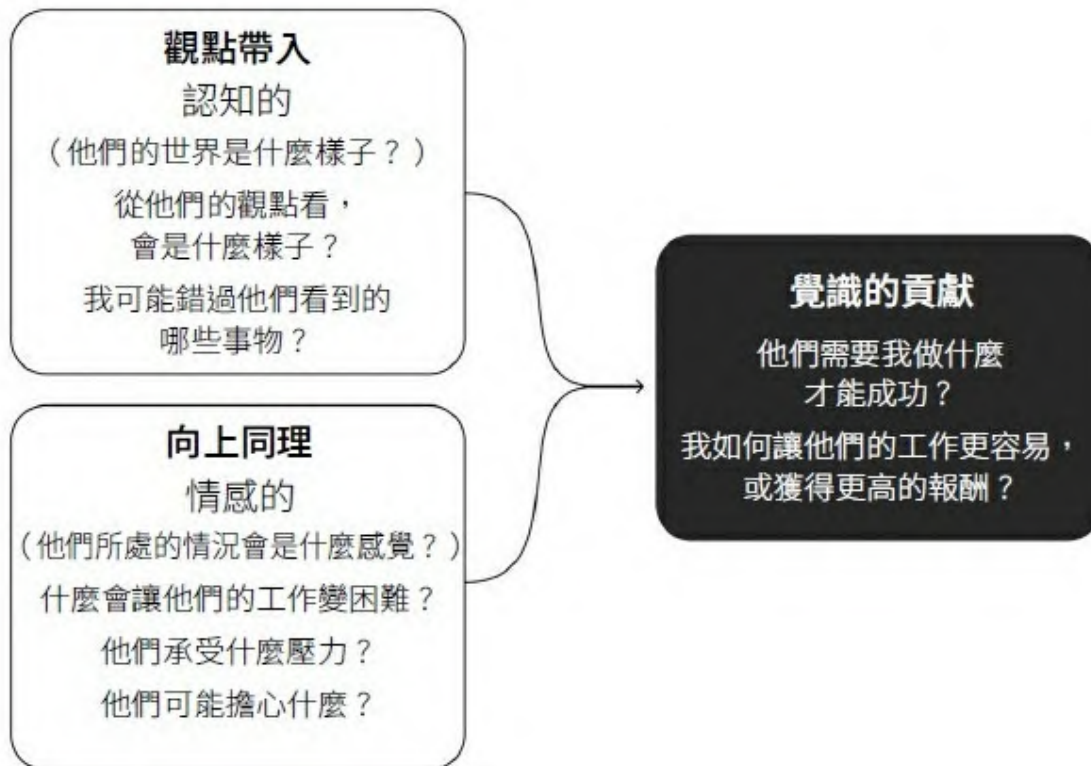 觀點帶入
認知的
（他們的世界是什麼樣子？）
從他們的觀點看，
會是什麼樣子？
我可能錯過他們看到的
哪些事物？
向上同理
情感的
（他們所處的情況會是什麼感覺？）
什麼會讓他們的工作變困難？
他們承受什麼壓力？
他們可能擔心什麼？
覺識的貢獻
他們需要我做什麼
才能成功？
我如何讓他們的工作更容易，
或獲得更高的報酬？